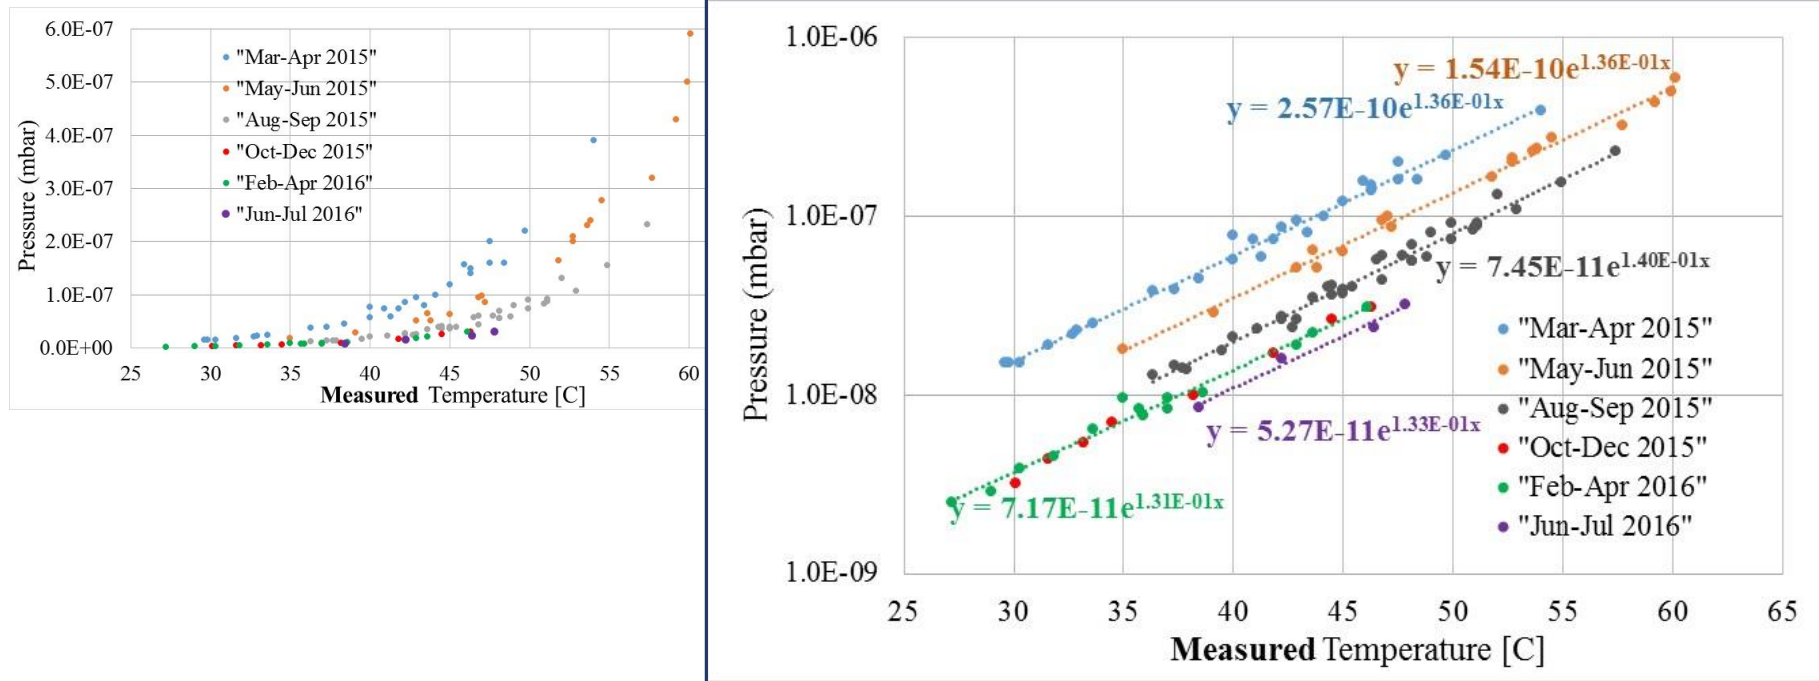 6.0E-07
5.0E-07
4.0E-07
3.0E-07
2.0E-07
1.0E-07
0.0E+00
Pressure (mbar)
"Mar-Apr 2015"
"May-Jun 2015"
"Aug-Sep 2015"
"Oct-Dec 2015"
"Feb-Apr 2016"
"Jun-Jul 2016"
25 30 35 40 45 50 55 60
Measured Temperature [C]
1.0E-06
1.0E-07
1.0E-08
1.0E-09
Pressure (mbar)
y = 1.54E-10e1.36E-01x
y = 2.57E-10e1.36E-01x
y = 7.45E-11e1.40E-01x
y = 5.27E-11e1.33E-01x
y = 7.17E-11e1.31E-01x
"Mar-Apr 2015"
"May-Jun 2015"
"Aug-Sep 2015"
"Oct-Dec 2015"
"Feb-Apr 2016"
"Jun-Jul 2016"
25 30 35 40 45 50 55 60 65
Measured Temperature [C]